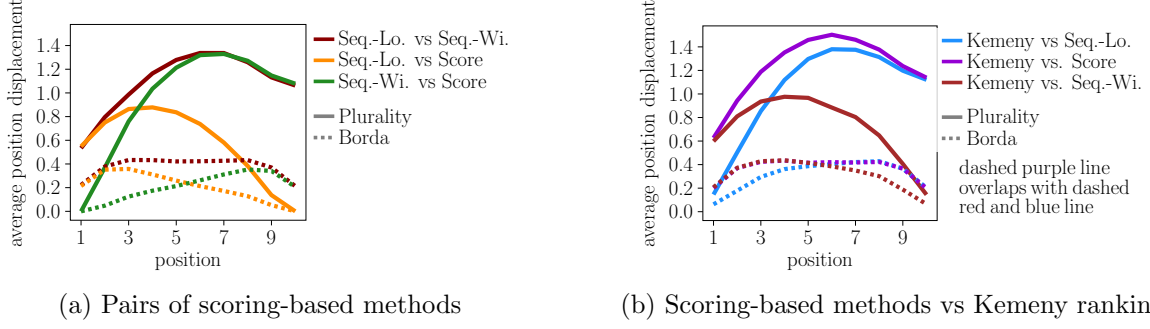 average position displacement
1.4
1.2
1.0
0.8
0.6
0.4
0.2
0.0
1 3 5 7 9
position
Seq.-Lo. vs Seq.-Wi.
Seq.-Lo. vs Score
Seq.-Wi. vs Score
Plurality
Borda
(a) Pairs of scoring-based methods
average position displacement
1.4
1.2
1.0
0.8
0.6
0.4
0.2
0.0
1 3 5 7 9
position
Kemeny vs Seq.-Lo.
Kemeny vs. Score
Kemeny vs. Seq.-Wi.
Plurality
Borda
dashed purple line
overlaps with dashed
red and blue line
(b) Scoring-based methods vs Kemeny rankin